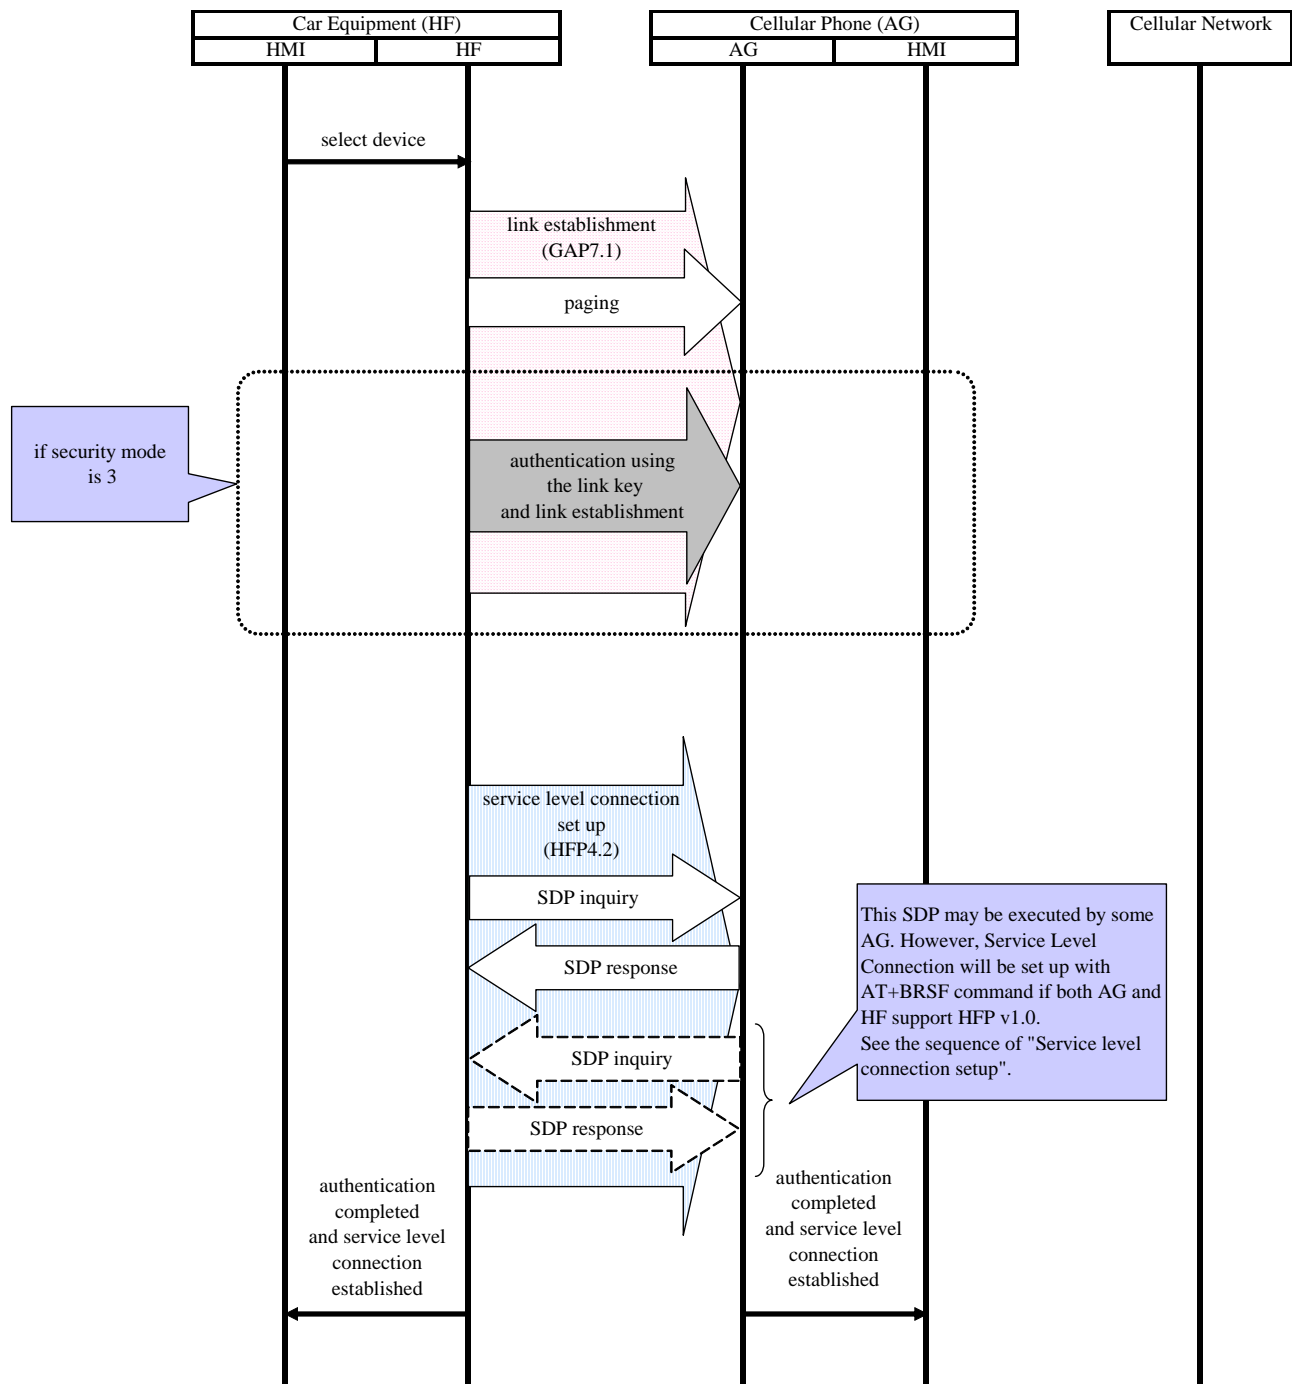 Car Equipment (HF)
Cellular Phone (AG)
Cellular Network
HMI
HF
AG
HMI
select device
link establishment
(GAP7.1)
paging
if security mode
is 3
authentication using
the link key
and link establishment
service level connection
set up
(HFP4.2)
SDP inquiry
SDP response
SDP inquiry
SDP response
This SDP may be executed by some
AG. However, Service Level
Connection will be set up with
AT+BRSF command if both AG and
HF support HFP v1.0.
See the sequence of "Service level
connection setup".
authentication
completed
and service level
connection
established
authentication
completed
and service level
connection
established